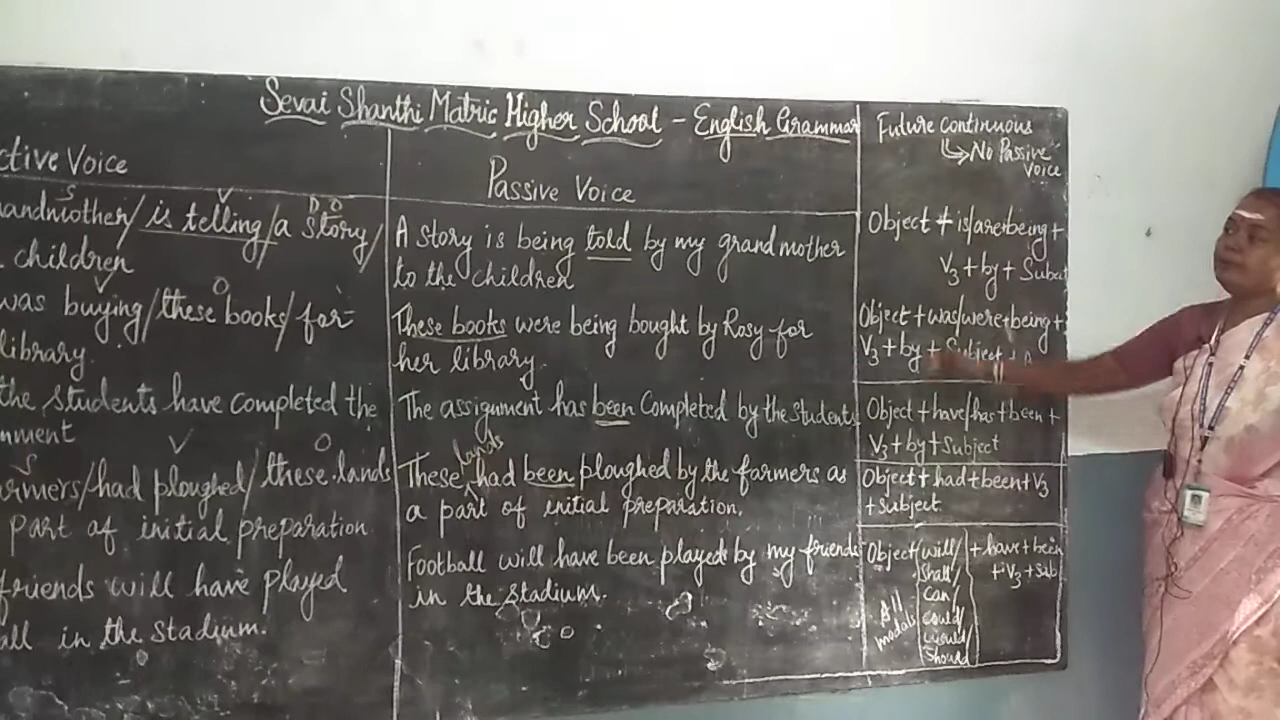 Sevai Shanthi Matric Higher School - English Grammar
ctive Voice
S V D O
andmother/ is telling/a story/
children
V O
was buying/these books/ for
library.
the students have completed the
nment
S V O
armers/had ploughed/ these lands
part of initial preparation
friends will have played
all in the stadium.
Passive Voice
A story is being told by my grandmother
to the children
These books were being bought by Rosy for
her library.
The assignment has been Completed by the students
lands
These had been ploughed by the farmers as
a part of initial preparation.
Football will have been played by my friends
in the stadium.
Future continuous
No Passive
Voice
Object + is/are+being +
V3 + by + Subect
Object + was/were+being +
V3 + by + Subject +
Object + have/has + been +
V3 + by + Subject
Object + had + been + V3
+ Subject.
Object will/ + have + been
shall/ + V3 + Sub
can/
All could/
modals would/
should